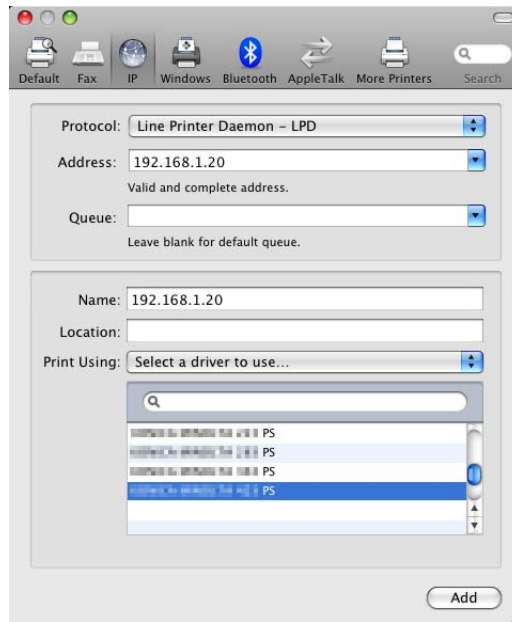 Default Fax IP Windows Bluetooth AppleTalk More Printers Search
Protocol: Line Printer Daemon – LPD
Address: 192.168.1.20
Valid and complete address.
Queue:
Leave blank for default queue.
Name: 192.168.1.20
Location:
Print Using: Select a driver to use...
PS
PS
PS
PS
Add